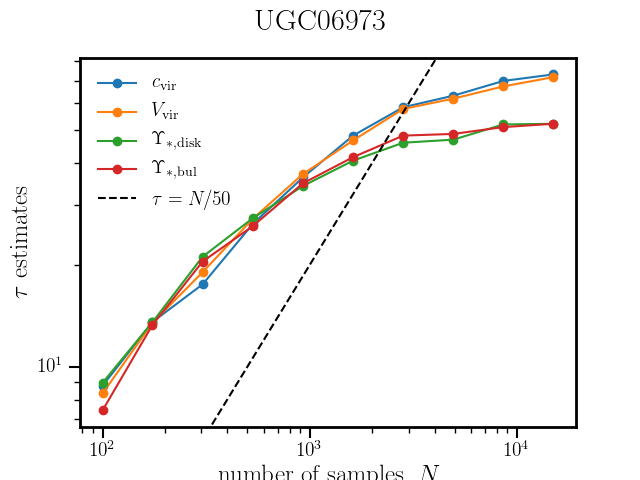 UGC06973
c_vir
V_vir
Υ_*,disk
Υ_*,bul
τ = N/50
τ estimates
10^1
10^2
10^3
10^4
number of samples, N